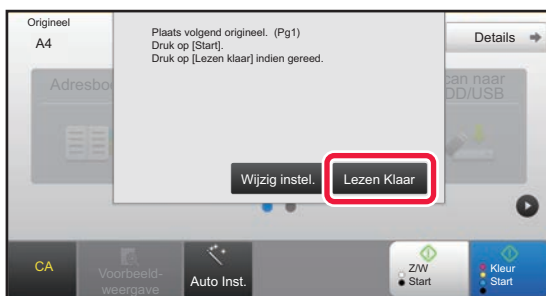 Origineel
A4
Plaats volgend origineel. (Pg1)
Druk op [Start].
Druk op [Lezen klaar] indien gereed.
Details
Adresboe
can naar
DD/USB
Wijzig instel.
Lezen Klaar
CA
Voorbeeld-
weergave
Auto Inst.
Z/W
Start
Kleur
Start